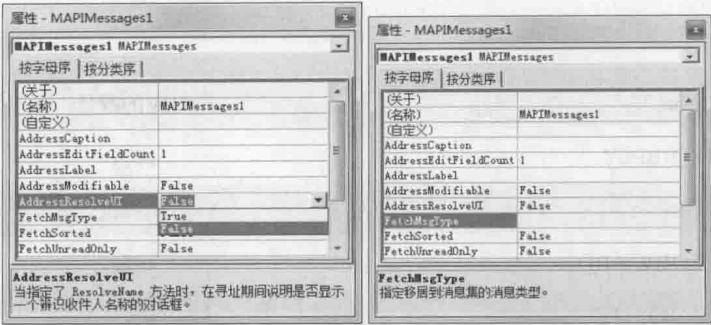 属性 - MAPIMessages1
MAPIMessages1 MAPIMessages
按字母序 按分类序
(关于)
(名称) MAPIMessages1
(自定义)
AddressCaption
AddressEditFieldCount 1
AddressLabel
AddressModifiable False
AddressResolveUI False
FetchMsgType True
FetchSorted False
FetchUnreadOnly False
AddressResolveUI
当指定了 ResolveName 方法时，在寻址期间说明是否显示
一个辨识收件人名称的对话框。
属性 - MAPIMessages1
MAPIMessages1 MAPIMessages
按字母序 按分类序
(关于)
(名称) MAPIMessages1
(自定义)
AddressCaption
AddressEditFieldCount 1
AddressLabel
AddressModifiable False
AddressResolveUI False
FetchMsgType
FetchSorted False
FetchUnreadOnly False
FetchMsgType
指定移居到消息集的消息类型。